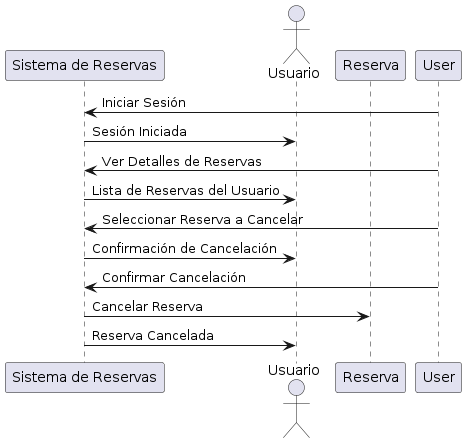 Usuario
Sistema de Reservas
Reserva
User
Iniciar Sesión
Sesión Iniciada
Ver Detalles de Reservas
Lista de Reservas del Usuario
Seleccionar Reserva a Cancelar
Confirmación de Cancelación
Confirmar Cancelación
Cancelar Reserva
Reserva Cancelada
Sistema de Reservas
Usuario
Reserva
User